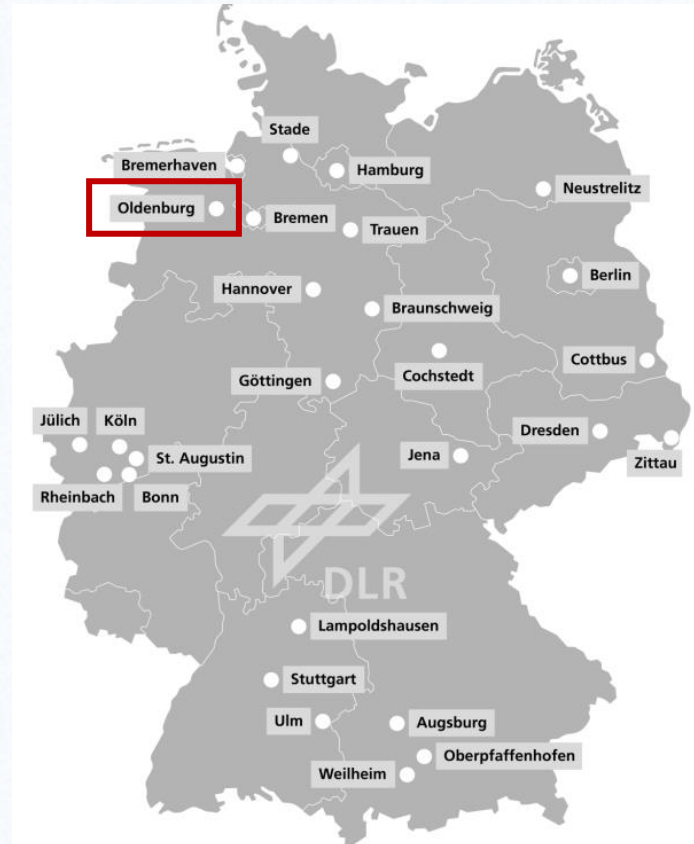 Stade
Bremerhaven
Hamburg
Neustrelitz
Oldenburg
Bremen
Trauen
Berlin
Hannover
Braunschweig
Cottbus
Göttingen
Cochstedt
Jülich
Köln
Dresden
St. Augustin
Jena
Zittau
Rheinbach
Bonn
DLR
Lampoldshausen
Stuttgart
Ulm
Augsburg
Oberpfaffenhofen
Weilheim